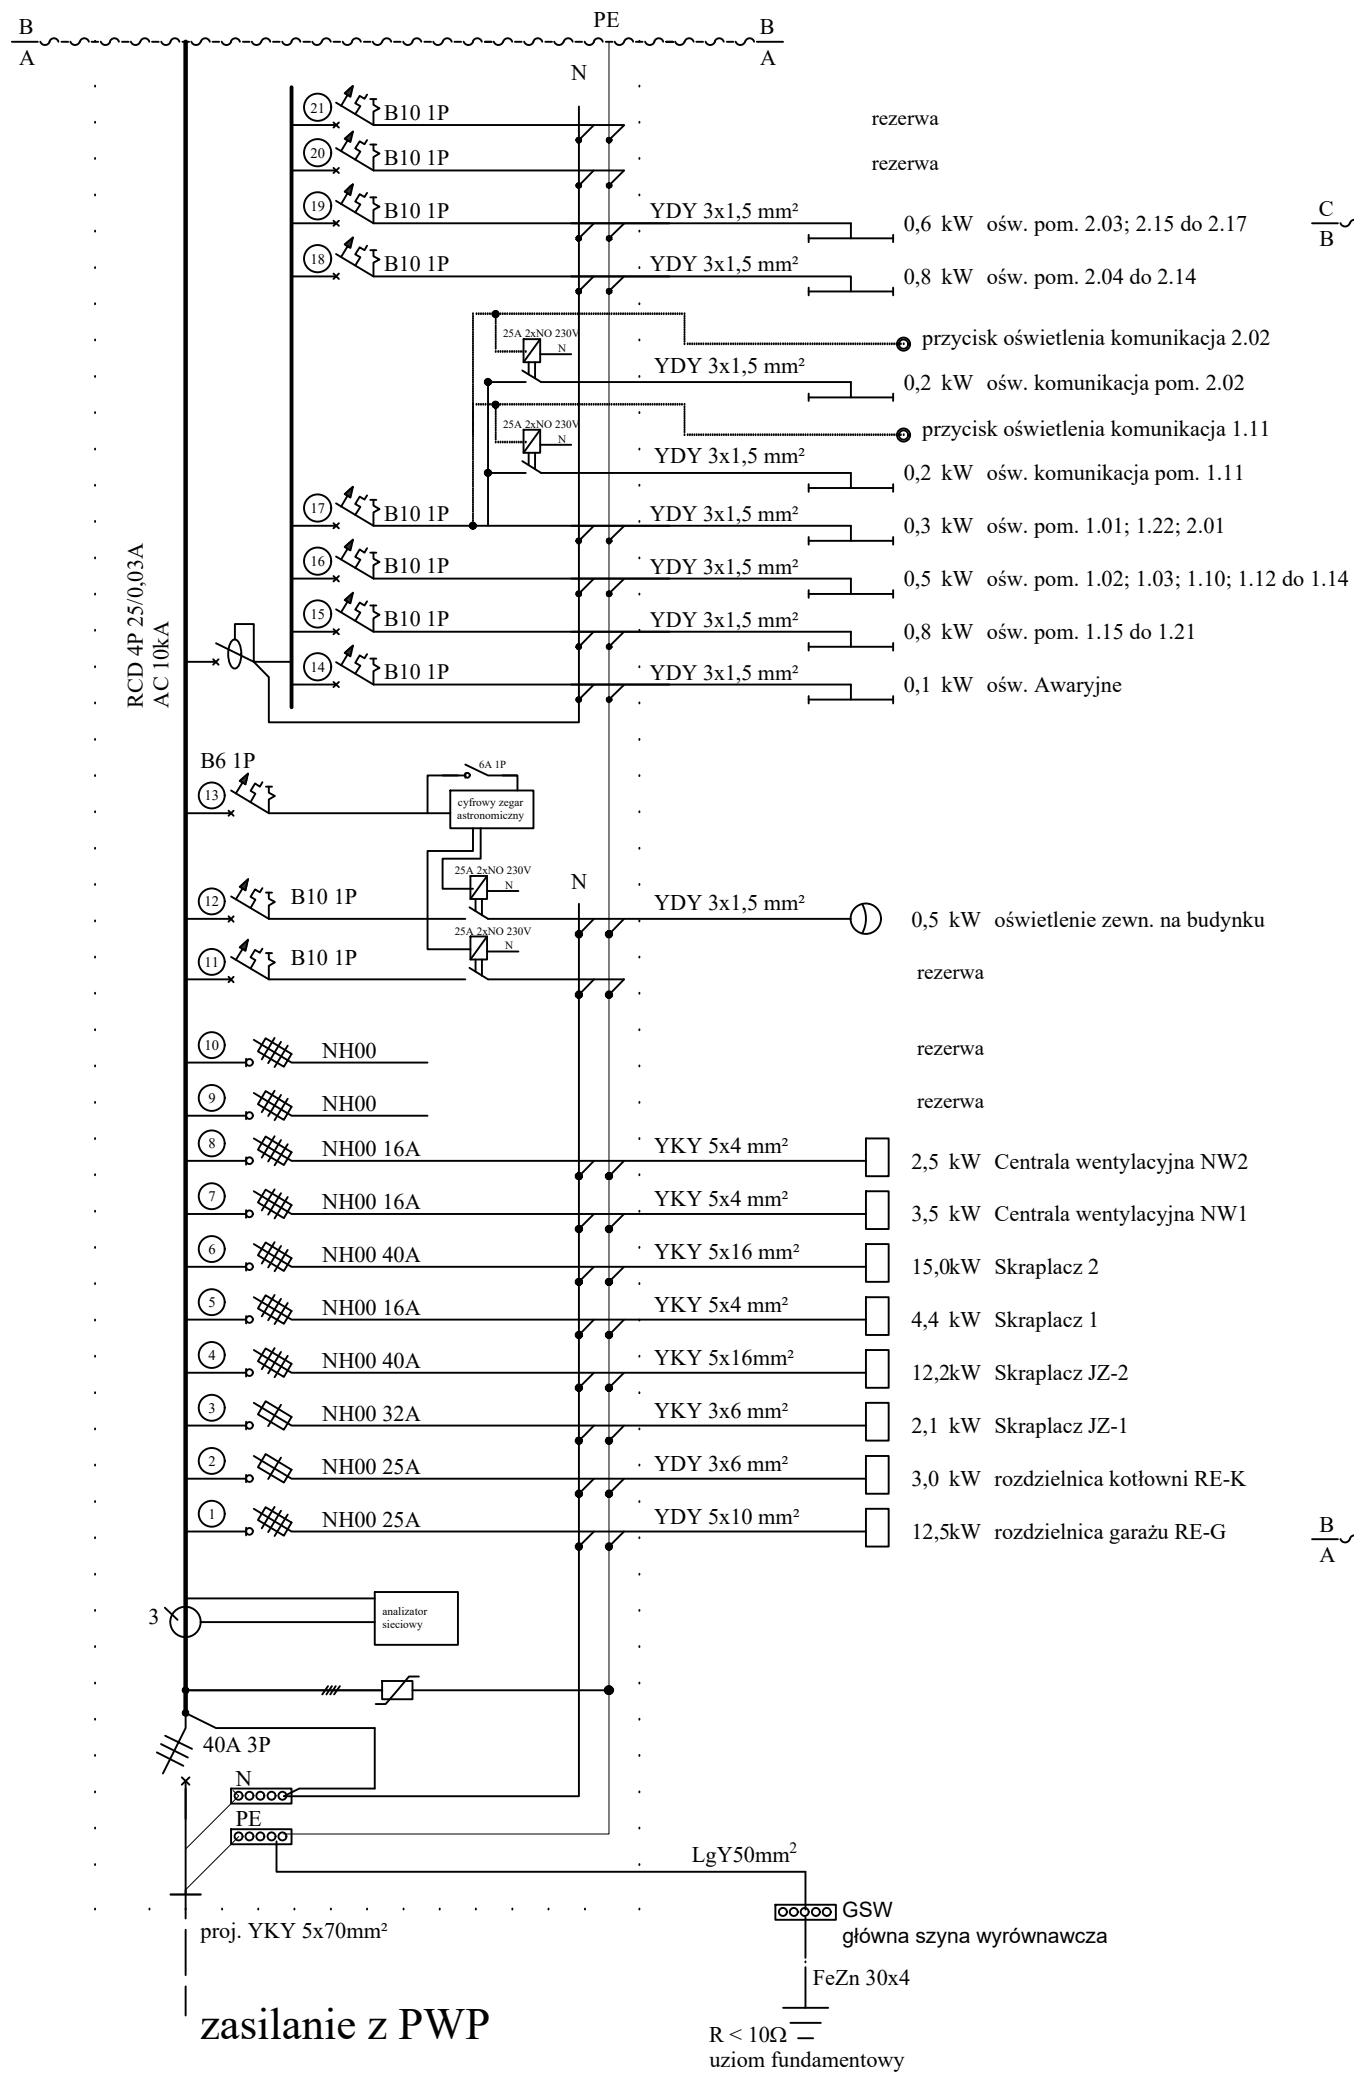 B
PE
B
A
A
N
21
B10 1P
rezerwa
20
B10 1P
rezerwa
19
B10 1P
YDY 3x1,5 mm²
0,6 kW ośw. pom. 2.03; 2.15 do 2.17
C
B
18
B10 1P
YDY 3x1,5 mm²
0,8 kW ośw. pom. 2.04 do 2.14
25A 2xNO 230V
N
przycisk oświetlenia komunikacja 2.02
YDY 3x1,5 mm²
0,2 kW ośw. komunikacja pom. 2.02
25A 2xNO 230V
N
przycisk oświetlenia komunikacja 1.11
YDY 3x1,5 mm²
0,2 kW ośw. komunikacja pom. 1.11
17
B10 1P
YDY 3x1,5 mm²
0,3 kW ośw. pom. 1.01; 1.22; 2.01
16
B10 1P
YDY 3x1,5 mm²
0,5 kW ośw. pom. 1.02; 1.03; 1.10; 1.12 do 1.14
RCD 4P 25/0,03A
AC 10kA
15
B10 1P
YDY 3x1,5 mm²
0,8 kW ośw. pom. 1.15 do 1.21
14
B10 1P
YDY 3x1,5 mm²
0,1 kW ośw. Awaryjne
B6 1P
13
6A 1P
cyfrowy zegar
astronomiczny
25A 2xNO 230V
N
N
12
B10 1P
YDY 3x1,5 mm²
0,5 kW oświetlenie zewn. na budynku
25A 2xNO 230V
N
11
B10 1P
rezerwa
10
NH00
rezerwa
9
NH00
rezerwa
8
NH00 16A
YKY 5x4 mm²
2,5 kW Centrala wentylacyjna NW2
7
NH00 16A
YKY 5x4 mm²
3,5 kW Centrala wentylacyjna NW1
6
NH00 40A
YKY 5x16 mm²
15,0kW Skraplacz 2
5
NH00 16A
YKY 5x4 mm²
4,4 kW Skraplacz 1
4
NH00 40A
YKY 5x16mm²
12,2kW Skraplacz JZ-2
3
NH00 32A
YKY 3x6 mm²
2,1 kW Skraplacz JZ-1
2
NH00 25A
YDY 3x6 mm²
3,0 kW rozdzielnica kotłowni RE-K
1
NH00 25A
YDY 5x10 mm²
12,5kW rozdzielnica garażu RE-G
B
A
3
analizator
sieciowy
40A 3P
N
PE
LgY50mm²
GSW
główna szyna wyrównawcza
proj. YKY 5x70mm²
FeZn 30x4
zasilanie z PWP
R < 10Ω
uziom fundamentowy